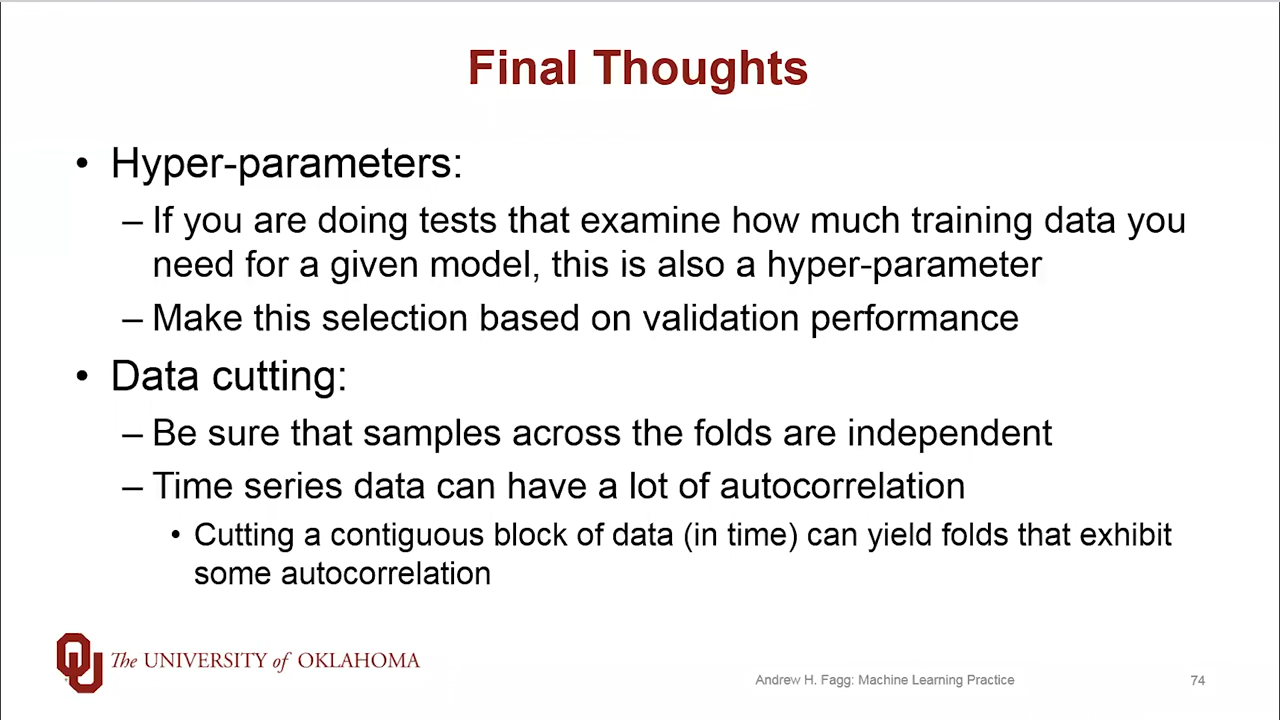 Final Thoughts
• Hyper-parameters:
– If you are doing tests that examine how much training data you
need for a given model, this is also a hyper-parameter
– Make this selection based on validation performance
• Data cutting:
– Be sure that samples across the folds are independent
– Time series data can have a lot of autocorrelation
• Cutting a contiguous block of data (in time) can yield folds that exhibit
some autocorrelation
OU The UNIVERSITY of OKLAHOMA
Andrew H. Fagg: Machine Learning Practice
74